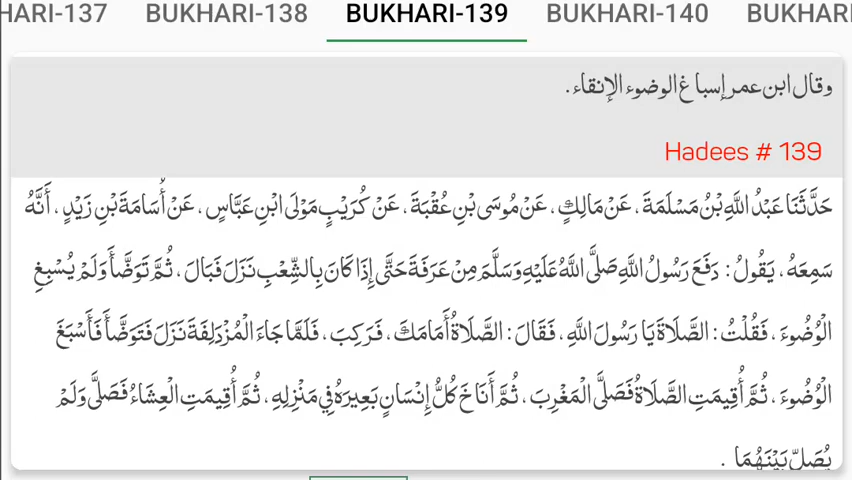 HARI-137 BUKHARI-138 BUKHARI-139 BUKHARI-140 BUKHARI
وقال ابن عمر إسباغ الوضوء الإنقاء.
Hadees # 139
حَدَّثَنَا عَبْدُ اللَّهِ بْنُ مَسْلَمَةَ، عَنْ مَالِكٍ، عَنْ مُوسَى بْنِ عُقْبَةَ، عَنْ كُرَيْبٍ مَوْلَى ابْنِ عَبَّاسٍ، عَنْ أُسَامَةَ بْنِ زَيْدٍ، أَنَّهُ
سَمِعَهُ، يَقُولُ: دَفَعَ رَسُولُ اللَّهِ صَلَّى اللَّهُ عَلَيْهِ وَسَلَّمَ مِنْ عَرَفَةَ حَتَّى إِذَا كَانَ بِالشِّعْبِ نَزَلَ فَبَالَ، ثُمَّ تَوَضَّأَ وَلَمْ يُسْبِغِ
الْوُضُوءَ، فَقُلْتُ: الصَّلَاةَ يَا رَسُولَ اللَّهِ، فَقَالَ: الصَّلَاةُ أَمَامَكَ، فَرَكِبَ، فَلَمَّا جَاءَ الْمُزْدَلِفَةَ نَزَلَ فَتَوَضَّأَ فَأَسْبَغَ
الْوُضُوءَ، ثُمَّ أُقِيمَتِ الصَّلَاةُ فَصَلَّى الْمَغْرِبَ، ثُمَّ أَنَاخَ كُلُّ إِنْسَانٍ بَعِيرَهُ فِي مَنْزِلِهِ، ثُمَّ أُقِيمَتِ الْعِشَاءُ فَصَلَّى وَلَمْ
يُصَلِّ بَيْنَهُمَا.